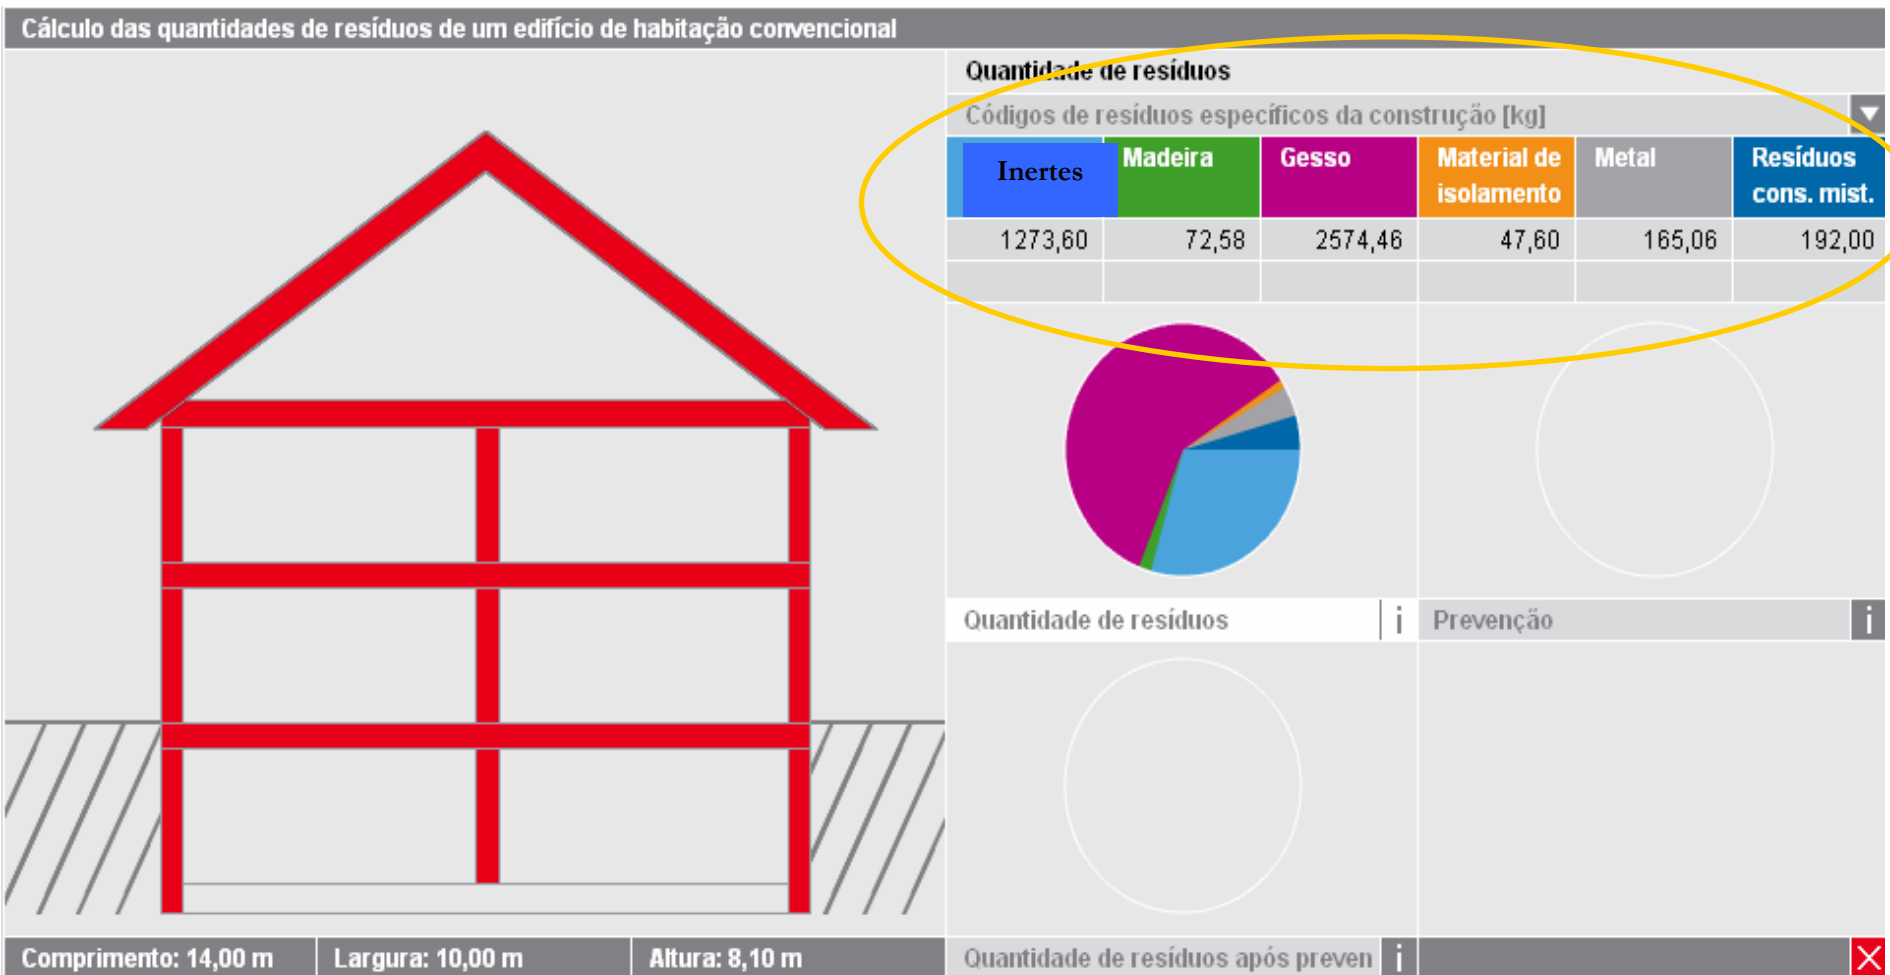 Cálculo das quantidades de resíduos de um edifício de habitação convencional
Quantidade de resíduos
Códigos de resíduos específicos da construção [kg]
Inertes Madeira Gesso Material de isolamento Metal Resíduos cons. mist.
1273,60 72,58 2574,46 47,60 165,06 192,00
Quantidade de resíduos i Prevenção i
Comprimento: 14,00 m Largura: 10,00 m Altura: 8,10 m Quantidade de resíduos após preven i